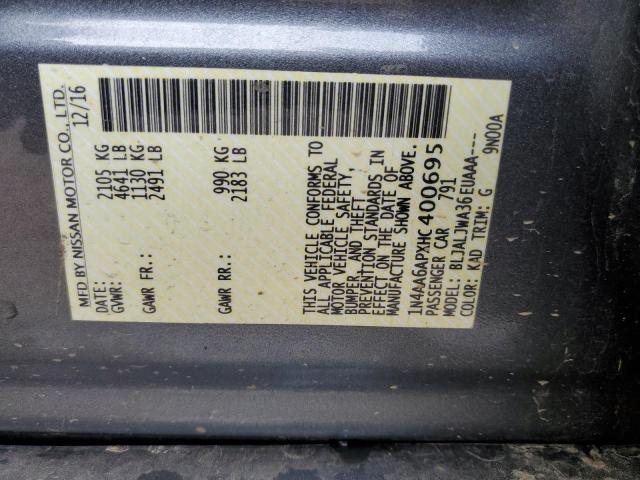 MFD BY NISSAN MOTOR CO., LTD.
DATE: 12/16
GVWR: 2105 KG
4641 LB
GAWR FR.: 1130 KG
2491 LB
GAWR RR.: 990 KG
2183 LB
THIS VEHICLE CONFORMS TO
ALL APPLICABLE FEDERAL
MOTOR VEHICLE SAFETY,
BUMPER, AND THEFT
PREVENTION STANDARDS IN
EFFECT ON THE DATE OF
MANUFACTURE SHOWN ABOVE.
1N4AA6APXHC400695
PASSENGER CAR 791
MODEL: BLJALJWA36EUAAA----
COLOR: KAD TRIM: G 9N00A